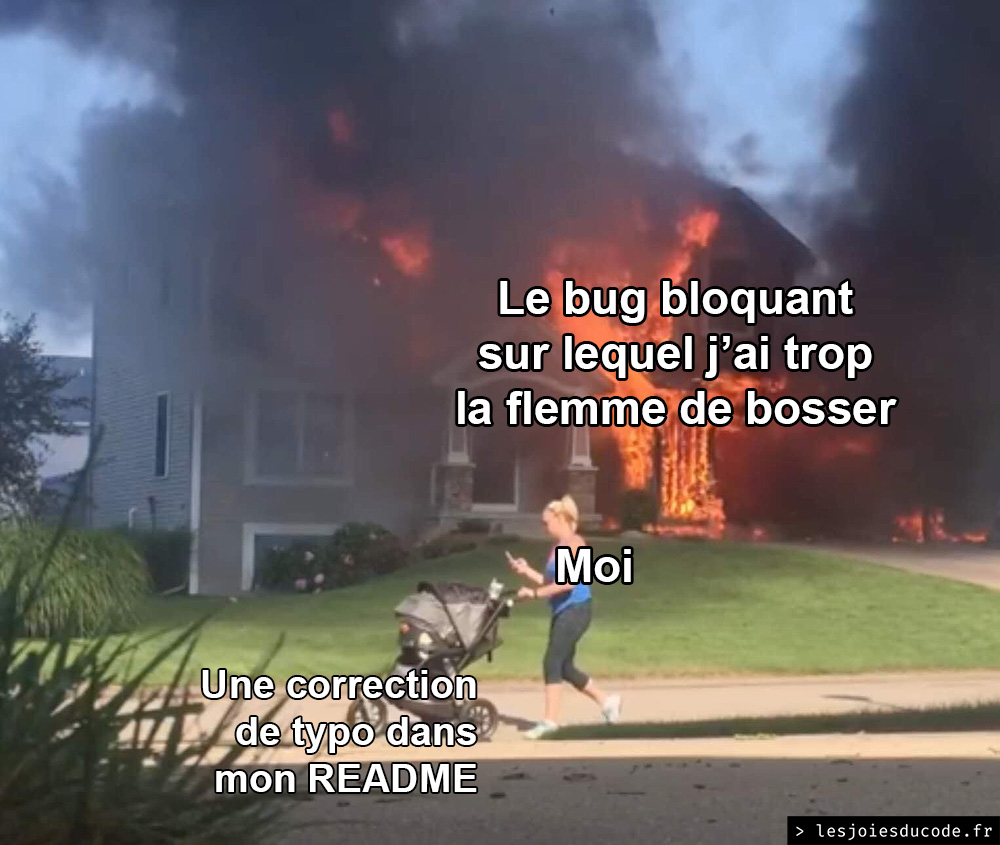 Le bug bloquant
sur lequel j’ai trop
la flemme de bosser
Moi
Une correction
de typo dans
mon README
> lesjoiesducode.fr